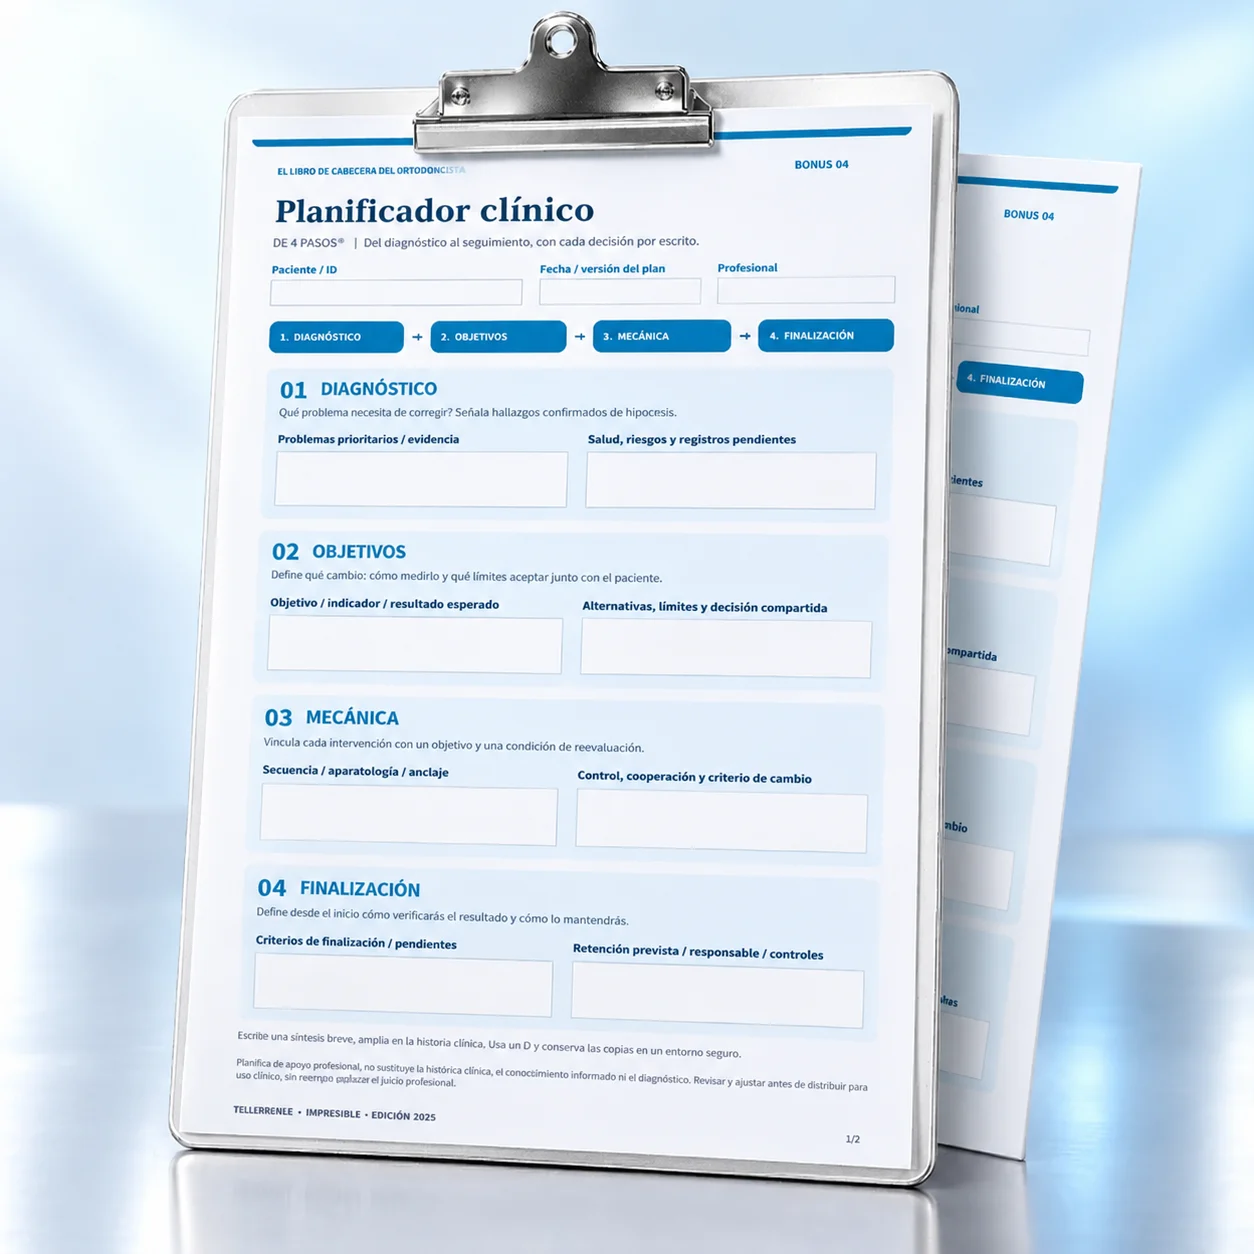 EL LIBRO DE CABECERA DEL ORTODONCISTA
BONUS 04
Planificador clínico
DE 4 PASOS® | Del diagnóstico al seguimiento, con cada decisión por escrito.
Paciente / ID
Fecha / versión del plan
Profesional
1. DIAGNÓSTICO → 2. OBJETIVOS → 3. MECÁNICA → 4. FINALIZACIÓN
01 DIAGNÓSTICO
Qué problema necesita de corregir? Señala hallazgos confirmados de hipocesis.
Problemas prioritarios / evidencia
Salud, riesgos y registros pendientes
02 OBJETIVOS
Define qué cambio: cómo medirlo y qué límites aceptar junto con el paciente.
Objetivo / indicador / resultado esperado
Alternativas, límites y decisión compartida
03 MECÁNICA
Vincula cada intervención con un objetivo y una condición de reevaluación.
Secuencia / aparatología / anclaje
Control, cooperación y criterio de cambio
04 FINALIZACIÓN
Define desde el inicio cómo verificarás el resultado y cómo lo mantendrás.
Criterios de finalización / pendientes
Retención prevista / responsable / controles
Escribe una síntesis breve, amplia en la historia clínica, Usa un D y conserva las copias en un entorno seguro.
Planifica de apoyo profesional, no sustituye la histórica clínica, el conocimiento informado ni el diagnóstico. Revisar y ajustar antes de distribuir para
uso clínico, sin el juicio profesional.
TELLERRENEE • IMPRESIBLE • EDICIÓN 2025
1/2
BONUS 04
ional
4. FINALIZACIÓN
ientes
ompartida
mbio